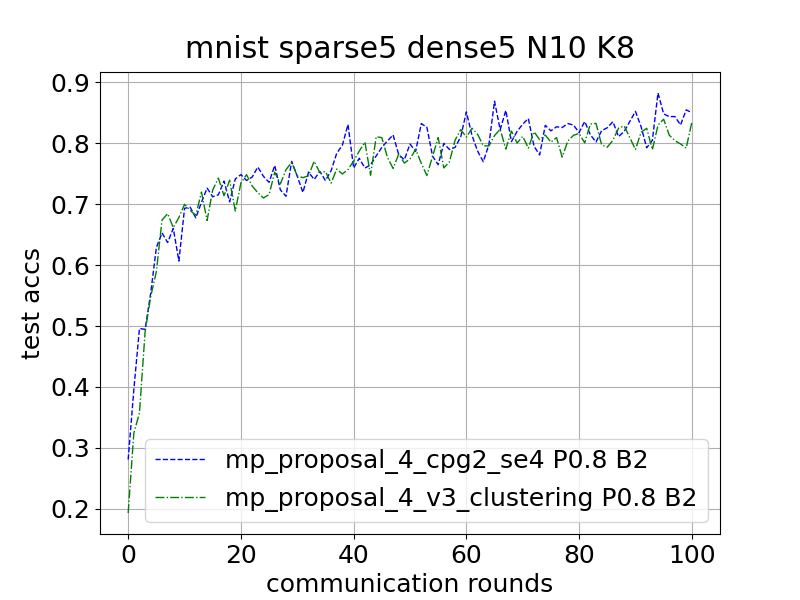 mnist sparse5 dense5 N10 K8
test accs
0.9
0.8
0.7
0.6
0.5
0.4
0.3
0.2
mp_proposal_4_cpg2_se4 P0.8 B2
mp_proposal_4_v3_clustering P0.8 B2
0 20 40 60 80 100
communication rounds